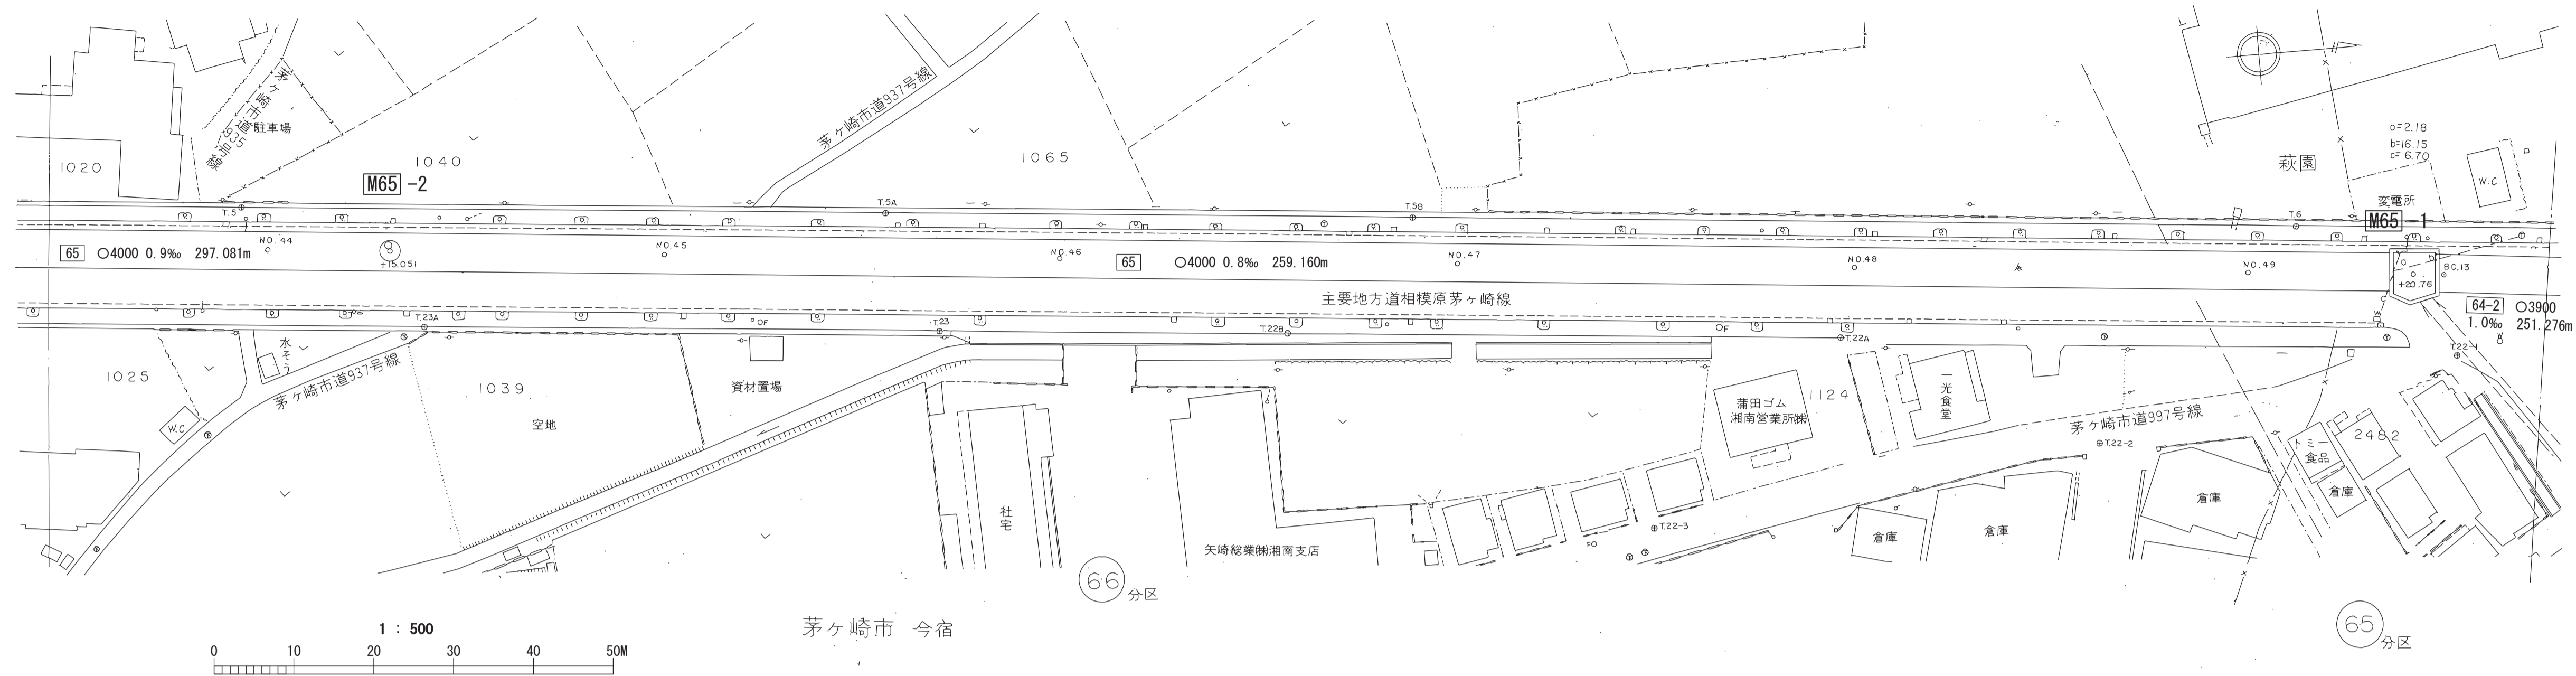 茅ヶ崎市道935号線
駐車場
1020
1040
M65 -2
茅ヶ崎市道937号線
1065
a=2.18
b=16.15
c=6.70
萩園
W.C
変電所
M65 -1
T.5
T.5A
T.5B
T.6
NO.44
NO.45
NO.46
NO.47
NO.48
NO.49
65 ○4000 0.9‰ 297.081m
8
+15.051
65 ○4000 0.8‰ 259.160m
BC.13
+20.76
主要地方道相模原茅ヶ崎線
64-2 ○3900
1.0‰ 251.276m
T.23A
OF
T.23
T.22B
OF
T.22A
T.22-1
水そう
1025
茅ヶ崎市道937号線
W.C
1039
空地
資材置場
蒲田ゴム
湘南営業所㈱
1124
一光食堂
茅ヶ崎市道997号線
T.22-2
トミー
食品
2482
倉庫
倉庫
社宅
矢崎総業㈱湘南支店
T.22-3
FO
倉庫
倉庫
66 分区
65 分区
茅ヶ崎市 今宿
1 : 500
0 10 20 30 40 50M